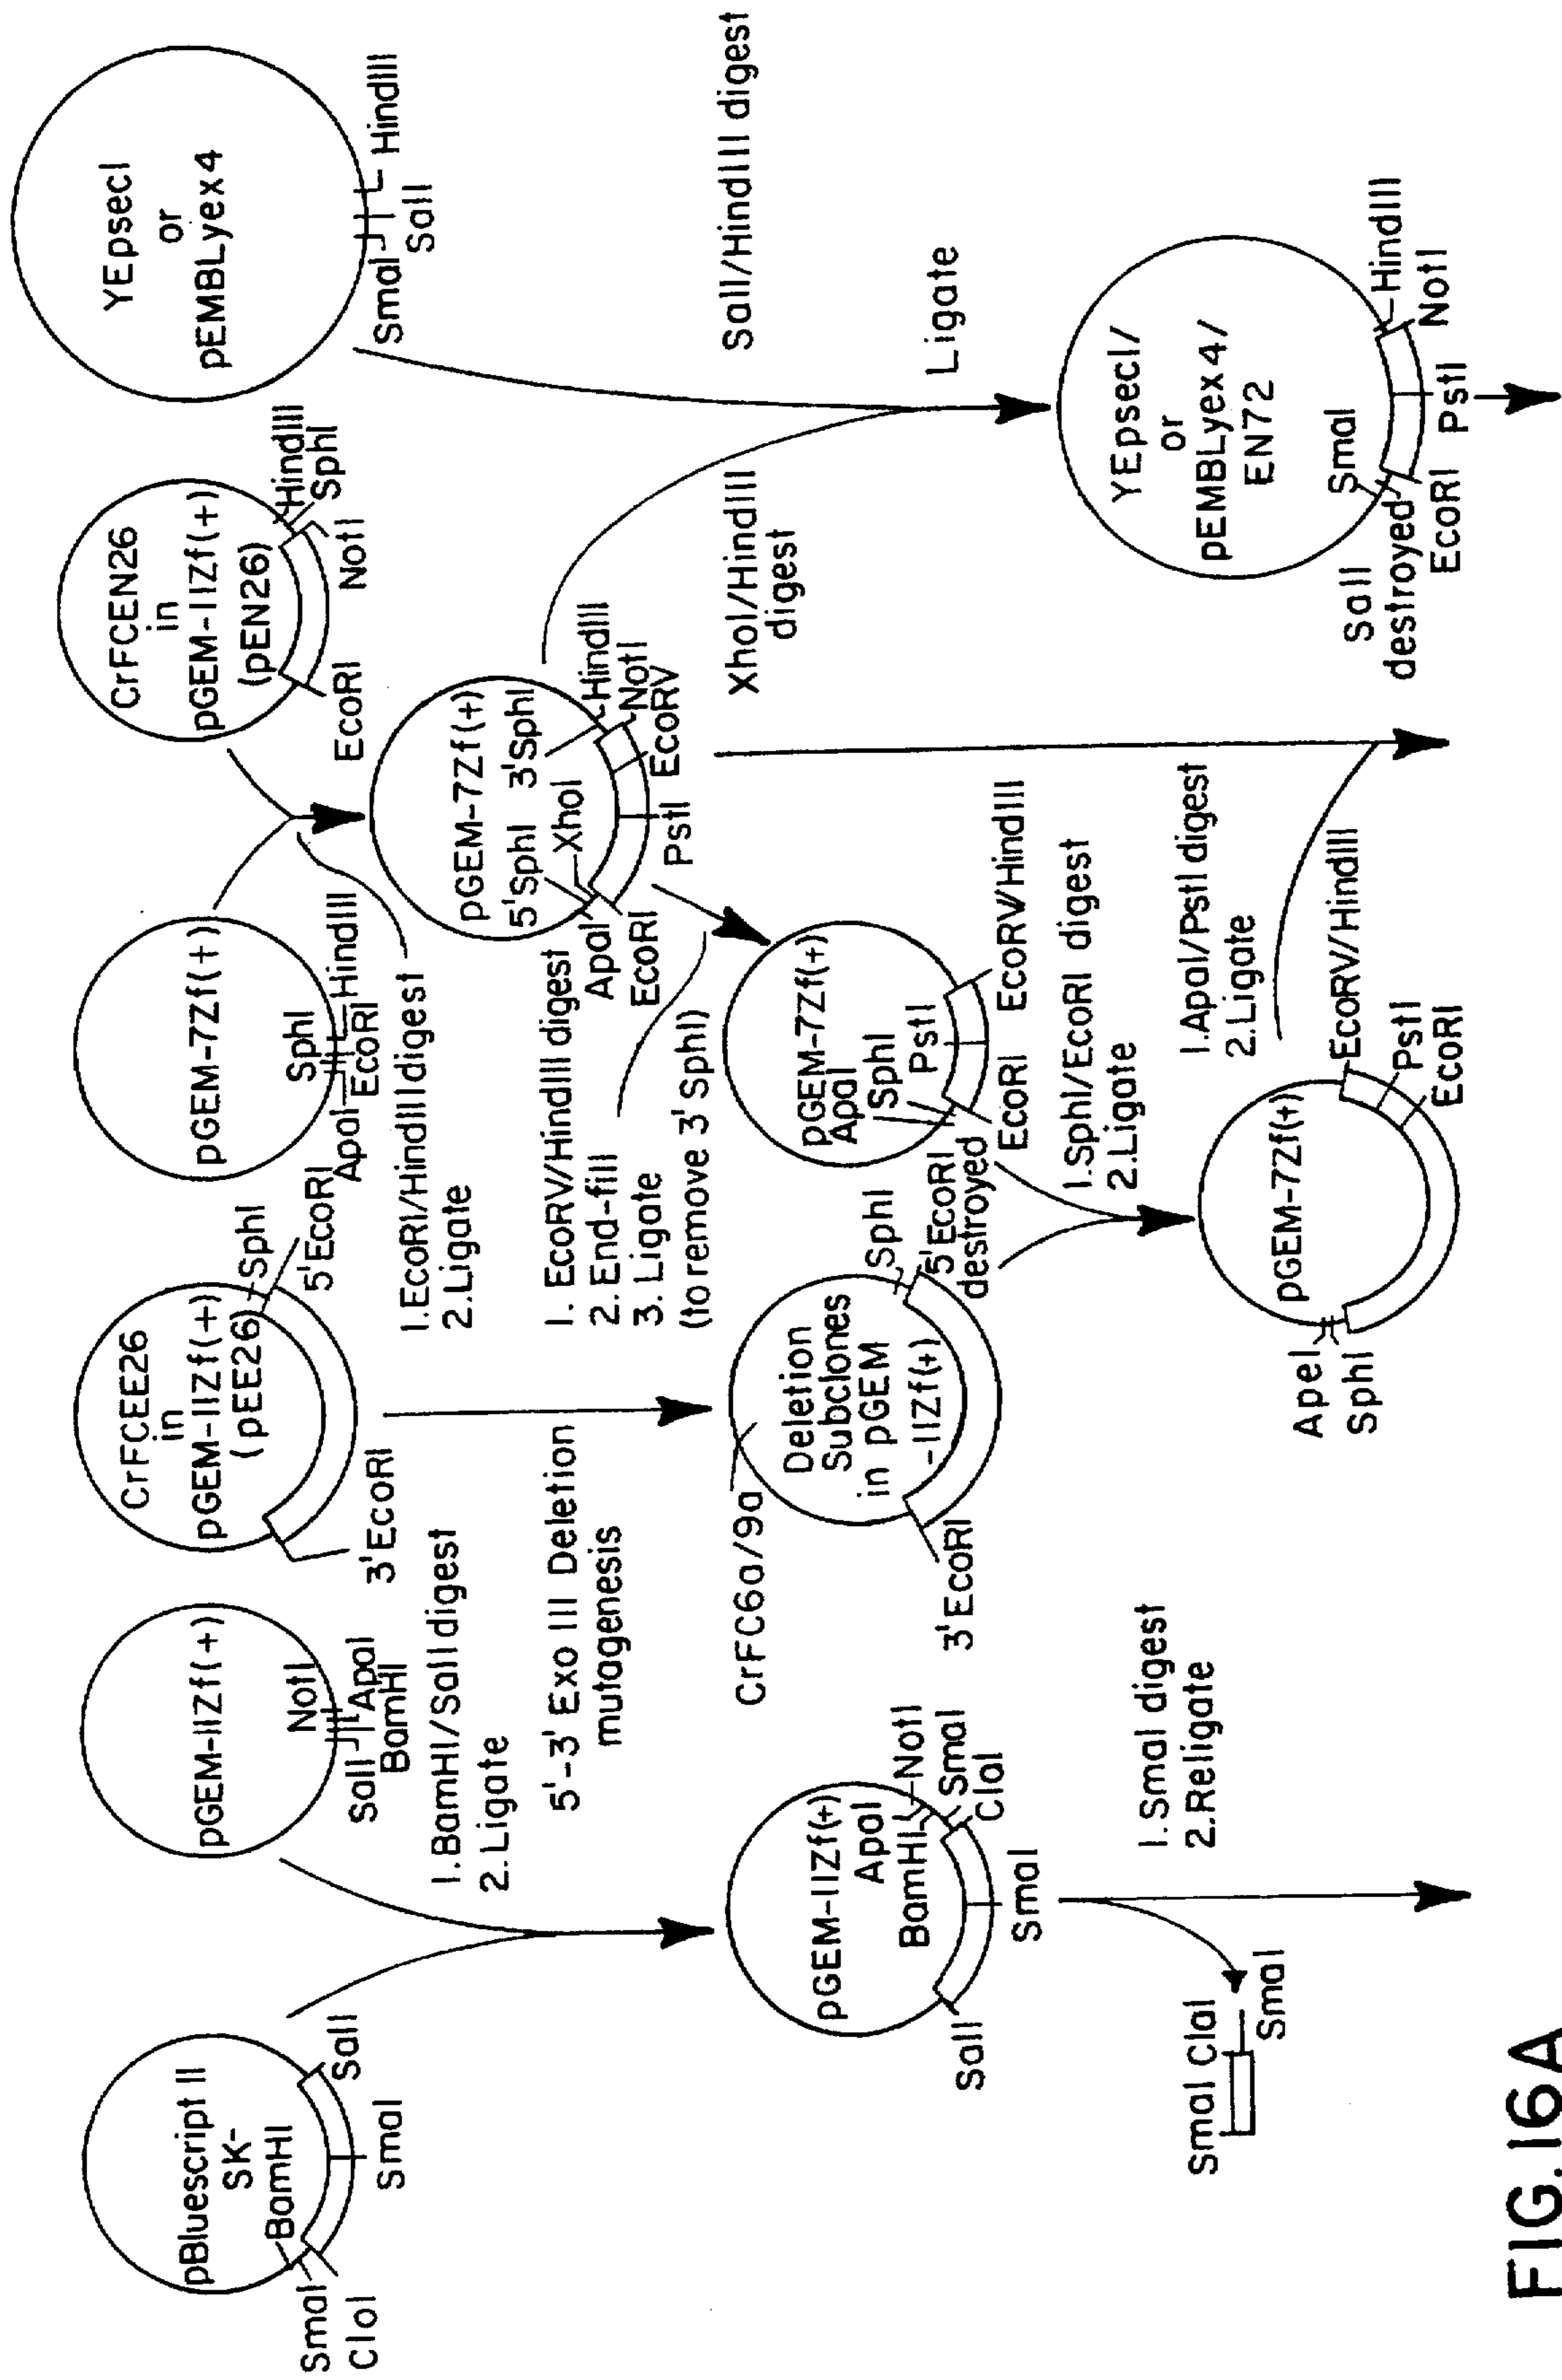 pBluescript II
SK-
BamHI
SmaI
ClaI
SmaI
SalI
pGEM-11Zf(+)
NotI
SalI
ApaI
BamHI
1.BamHI/SalI digest
2.Ligate
CrFCEE26
in
pGEM-11Zf(+)
(pEE26)
SphI
5'EcoRI
3'EcoRI
pGEM-7Zf(+)
SphI
ApaI
HindIII
EcoRI
1.EcoRI/HindIII digest
2.Ligate
CrFCEN26
in
pGEM-11Zf(+)
(pEN26)
HindIII
SphI
NotI
EcoRI
YEpsecI
or
pEMBLyex4
SmaI
HindIII
SalI
5'-3' Exo III Deletion
mutagenesis
pGEM-7Zf(+)
5'SphI
3'SphI
XhoI
ApaI
EcoRI
PstI
HindIII
NotI
EcoRV
1. EcoRV/HindIII digest
2. End-fill
3. Ligate
(to remove 3' SphI)
XhoI/HindIII
digest
SalI/HindIII digest
Ligate
pGEM-11Zf(+)
ApaI
BamHI
NotI
SmaI
ClaI
SalI
SmaI
CrFC6a/9a
Deletion
Subclones
in pGEM
-11Zf(+)
SphI
5'EcoRI
destroyed
3'EcoRI
pGEM-7Zf(+)
ApaI
SphI
PstI
EcoRI
EcoRV/HindIII
1.SphI/EcoRI digest
2.Ligate
1.ApaI/PstI digest
2.Ligate
YEpsecI/
or
pEMBLyex4/
EN72
SmaI
SalI
destroyed
EcoRI
PstI
HindIII
NotI
1.SmaI digest
2.Religate
SmaI ClaI
SmaI
pGEM-7Zf(+)
ApeI
SphI
EcoRV/HindIII
PstI
EcoRI
FIG.16A